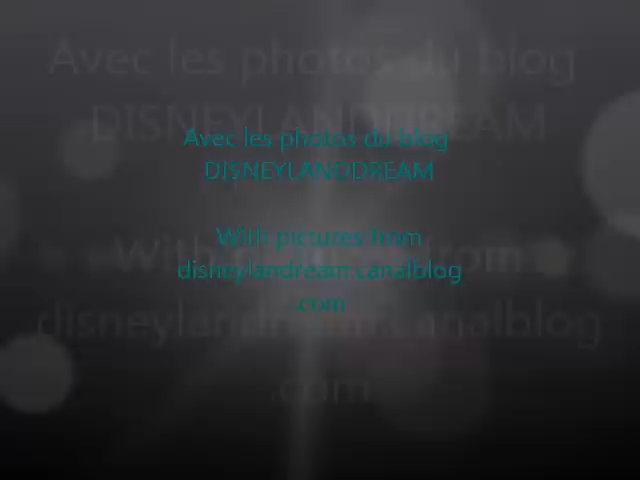 Avec les photos du blog
DISNEYLANDDREAM
With pictures from
disneylandream.canalblog
.com